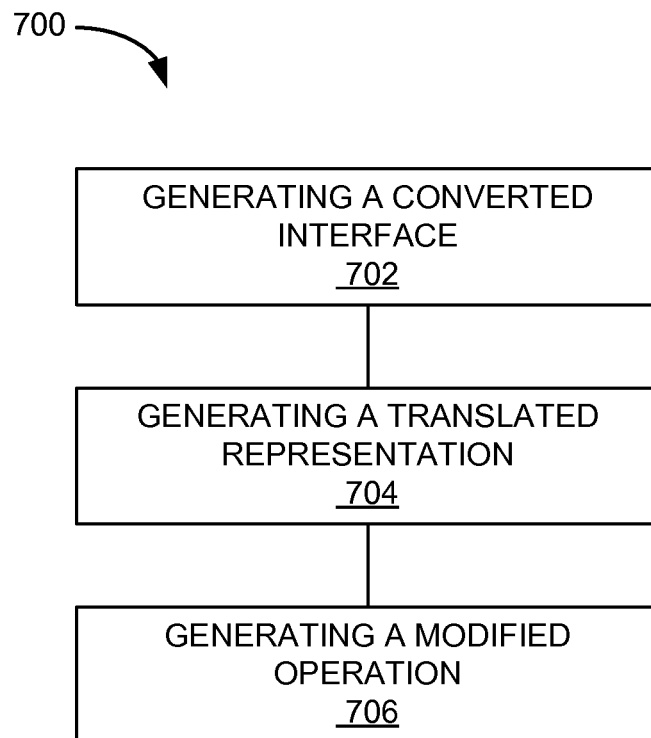 700
GENERATING A CONVERTED
INTERFACE
702
GENERATING A TRANSLATED
REPRESENTATION
704
GENERATING A MODIFIED
OPERATION
706